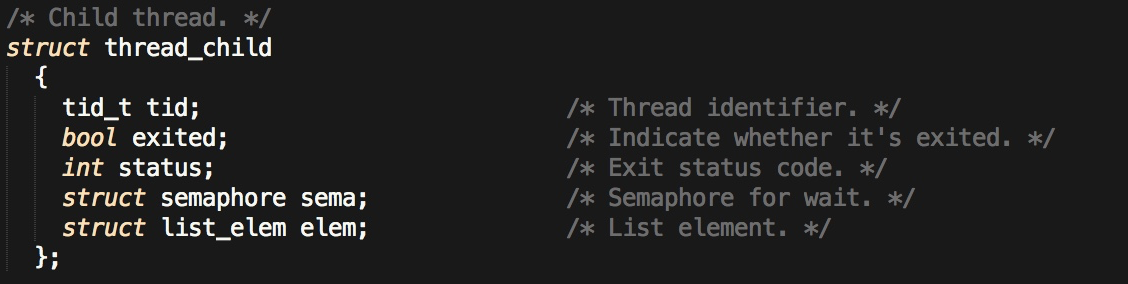 /* Child thread. */
struct thread_child
{
tid_t tid; /* Thread identifier. */
bool exited; /* Indicate whether it's exited. */
int status; /* Exit status code. */
struct semaphore sema; /* Semaphore for wait. */
struct list_elem elem; /* List element. */
};